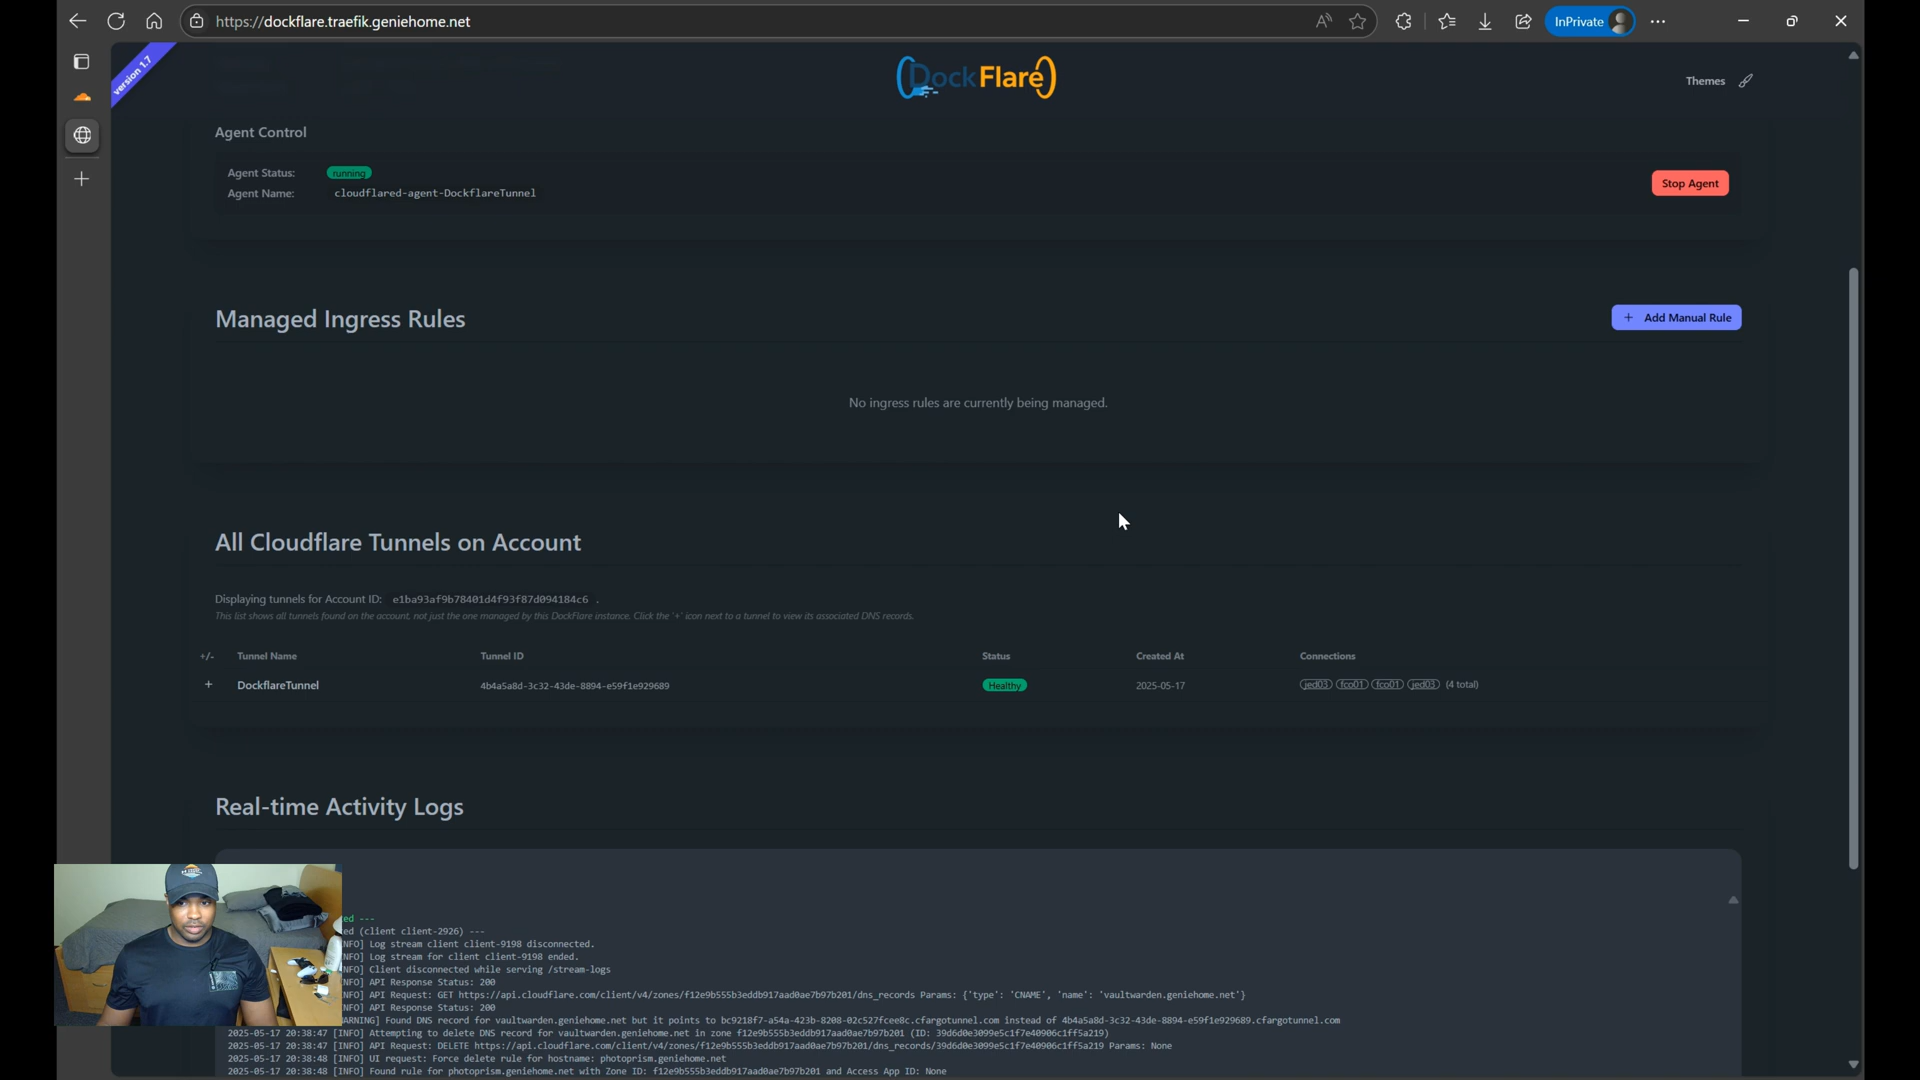 https://dockflare.traefik.geniehome.net
InPrivate
version 1.7
DockFlare
Themes
Agent Control
Agent Status: running
Agent Name: cloudflared-agent-DockflareTunnel
Stop Agent
Managed Ingress Rules
+ Add Manual Rule
No ingress rules are currently being managed.
All Cloudflare Tunnels on Account
Displaying tunnels for Account ID: e1ba93af9b78401d4f93f87d094184c6 .
This list shows all tunnels found on the account, not just the one managed by this DockFlare instance. Click the '+' icon next to a tunnel to view its associated DNS records.
+/- Tunnel Name Tunnel ID Status Created At Connections
+ DockflareTunnel 4b4a5a8d-3c32-43de-8894-e59f1e929689 Healthy 2025-05-17 jed03 fco01 fco01 jed03 (4 total)
Real-time Activity Logs
ed ---
ed (client client-2926) ---
NFO] Log stream client client-9198 disconnected.
NFO] Log stream for client client-9198 ended.
NFO] Client disconnected while serving /stream-logs
NFO] API Response Status: 200
NFO] API Request: GET https://api.cloudflare.com/client/v4/zones/f12e9b555b3eddb917aad0ae7b97b201/dns_records Params: {'type': 'CNAME', 'name': 'vaultwarden.geniehome.net'}
NFO] API Response Status: 200
ARNING] Found DNS record for vaultwarden.geniehome.net but it points to bc9218f7-a54a-423b-8208-02c527fcee8c.cfargotunnel.com instead of 4b4a5a8d-3c32-43de-8894-e59f1e929689.cfargotunnel.com
2025-05-17 20:38:47 [INFO] Attempting to delete DNS record for vaultwarden.geniehome.net in zone f12e9b555b3eddb917aad0ae7b97b201 (ID: 39d6d0e3099e5c1f7e40906c1ff5a219)
2025-05-17 20:38:47 [INFO] API Request: DELETE https://api.cloudflare.com/client/v4/zones/f12e9b555b3eddb917aad0ae7b97b201/dns_records/39d6d0e3099e5c1f7e40906c1ff5a219 Params: None
2025-05-17 20:38:48 [INFO] UI request: Force delete rule for hostname: photoprism.geniehome.net
2025-05-17 20:38:48 [INFO] Found rule for photoprism.geniehome.net with Zone ID: f12e9b555b3eddb917aad0ae7b97b201 and Access App ID: None